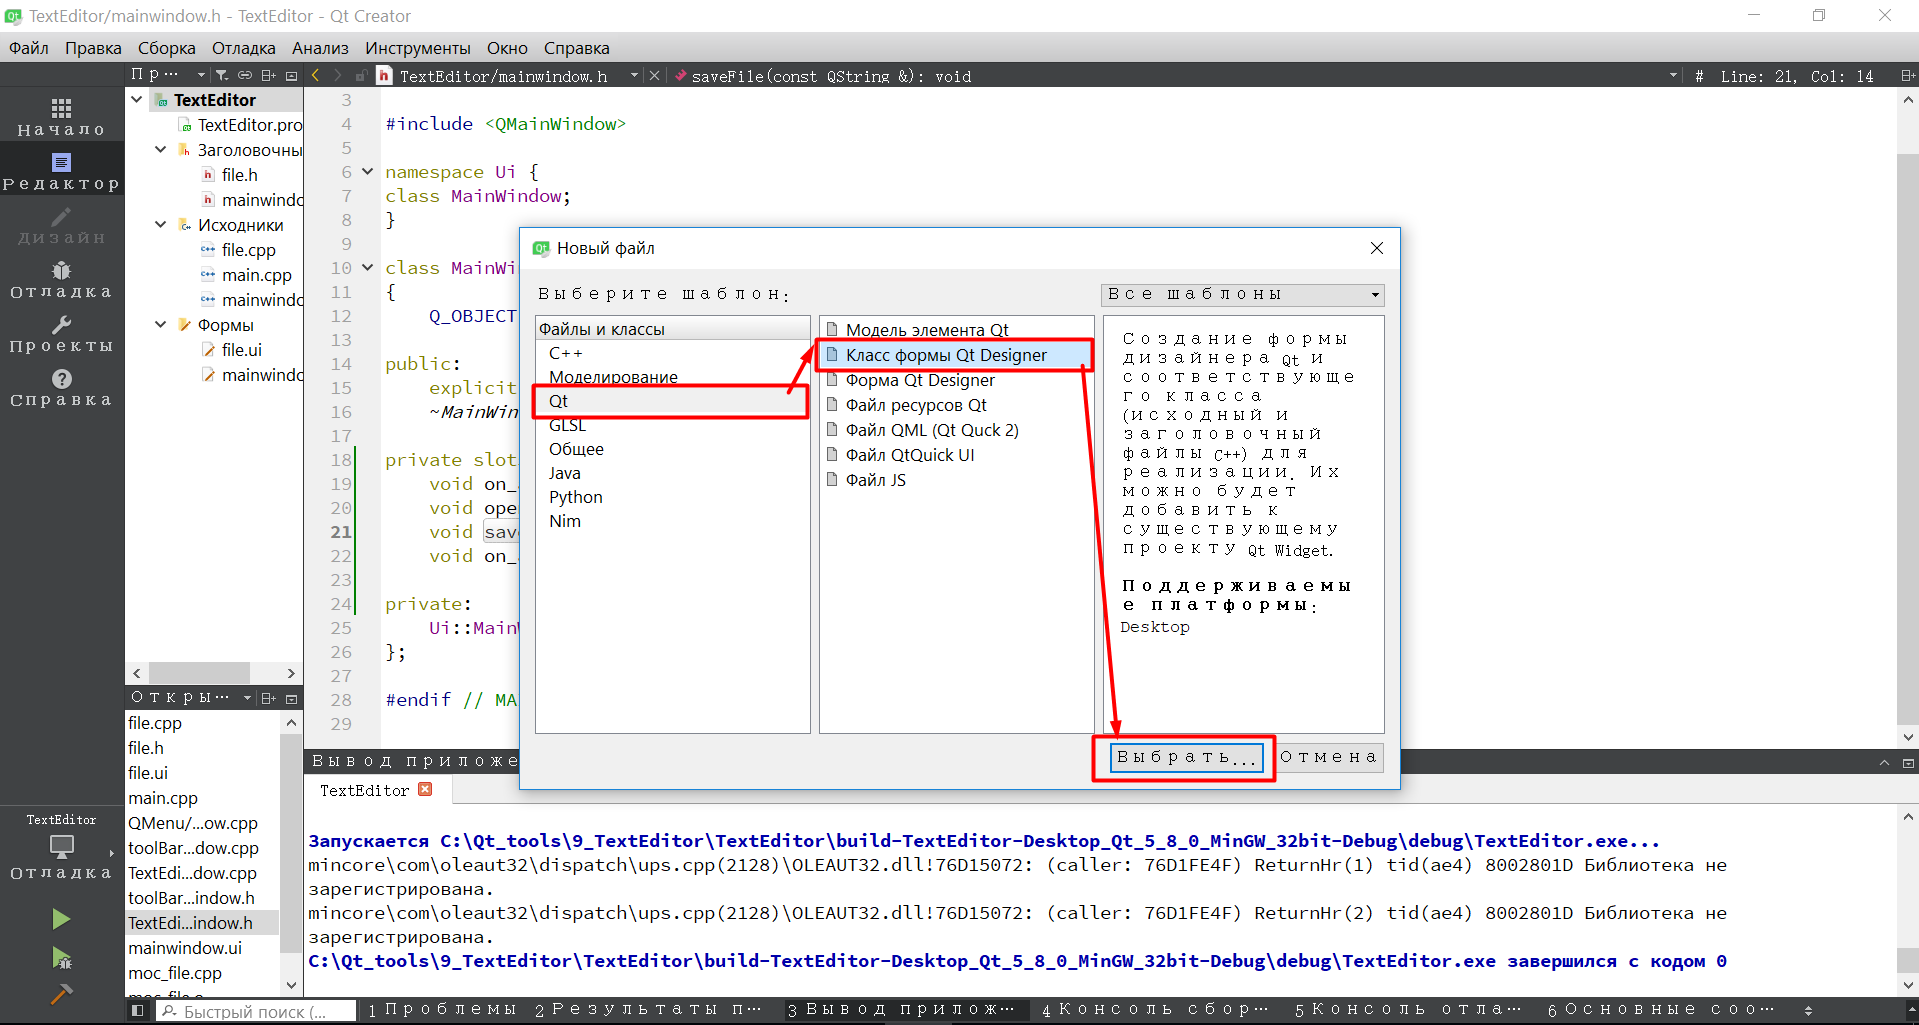 TextEditor/mainwindow.h - TextEditor - Qt Creator
Файл Правка Сборка Отладка Анализ Инструменты Окно Справка
Пр...
TextEditor/mainwindow.h
saveFile(const QString &): void
# Line: 21, Col: 14
Начало
Редактор
Дизайн
Отладка
Проекты
Справка
TextEditor
Отладка
TextEditor
TextEditor.pro
Заголовочны
file.h
mainwindo
Исходники
file.cpp
main.cpp
mainwindo
Формы
file.ui
mainwindo
Откры...
file.cpp
file.h
file.ui
main.cpp
QMenu/...ow.cpp
toolBar...dow.cpp
TextEdi...dow.cpp
toolBar...indow.h
TextEdi...indow.h
mainwindow.ui
moc_file.cpp
3
4 #include <QMainWindow>
5
6 namespace Ui {
7 class MainWindow;
8 }
9
10 class MainWi
11 {
12 Q_OBJECT
13
14 public:
15 explicit
16 ~MainWin
17
18 private slot
19 void on_
20 void ope
21 void sav
22 void on_
23
24 private:
25 Ui::MainW
26 };
27
28 #endif // MA
29
Новый файл
Выберите шаблон:
Все шаблоны
Файлы и классы
C++
Моделирование
Qt
GLSL
Общее
Java
Python
Nim
Модель элемента Qt
Класс формы Qt Designer
Форма Qt Designer
Файл ресурсов Qt
Файл QML (Qt Quck 2)
Файл QtQuick UI
Файл JS
Создание формы
дизайнера Qt и
соответствующе
го класса
(исходный и
заголовочный
файлы C++) для
реализации. Их
можно будет
добавить к
существующему
проекту Qt Widget.
Поддерживаемы
е платформы:
Desktop
Выбрать...
Отмена
Вывод приложе
TextEditor
Запускается C:\Qt_tools\9_TextEditor\TextEditor\build-TextEditor-Desktop_Qt_5_8_0_MinGW_32bit-Debug\debug\TextEditor.exe...
mincore\com\oleaut32\dispatch\ups.cpp(2128)\OLEAUT32.dll!76D15072: (caller: 76D1FE4F) ReturnHr(1) tid(ae4) 8002801D Библиотека не
зарегистрирована.
mincore\com\oleaut32\dispatch\ups.cpp(2128)\OLEAUT32.dll!76D15072: (caller: 76D1FE4F) ReturnHr(2) tid(ae4) 8002801D Библиотека не
зарегистрирована.
C:\Qt_tools\9_TextEditor\TextEditor\build-TextEditor-Desktop_Qt_5_8_0_MinGW_32bit-Debug\debug\TextEditor.exe завершился с кодом 0
Быстрый поиск (...
1 Проблемы
2 Результаты п...
3 Вывод прилож...
4 Консоль сбор...
5 Консоль отла...
6 Основные соо...